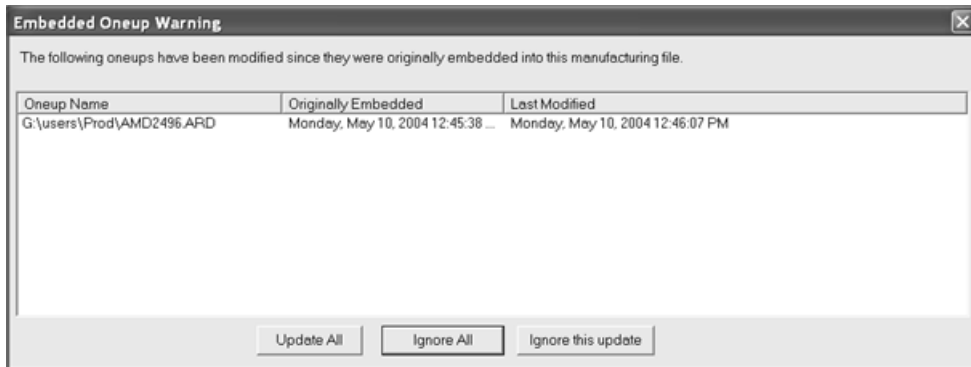 Embedded Oneup Warning
The following oneups have been modified since they were originally embedded into this manufacturing file.
Oneup Name Originally Embedded Last Modified
G:\users\Prod\AMD2496.ARD Monday, May 10, 2004 12:45:38 ... Monday, May 10, 2004 12:46:07 PM
Update All Ignore All Ignore this update